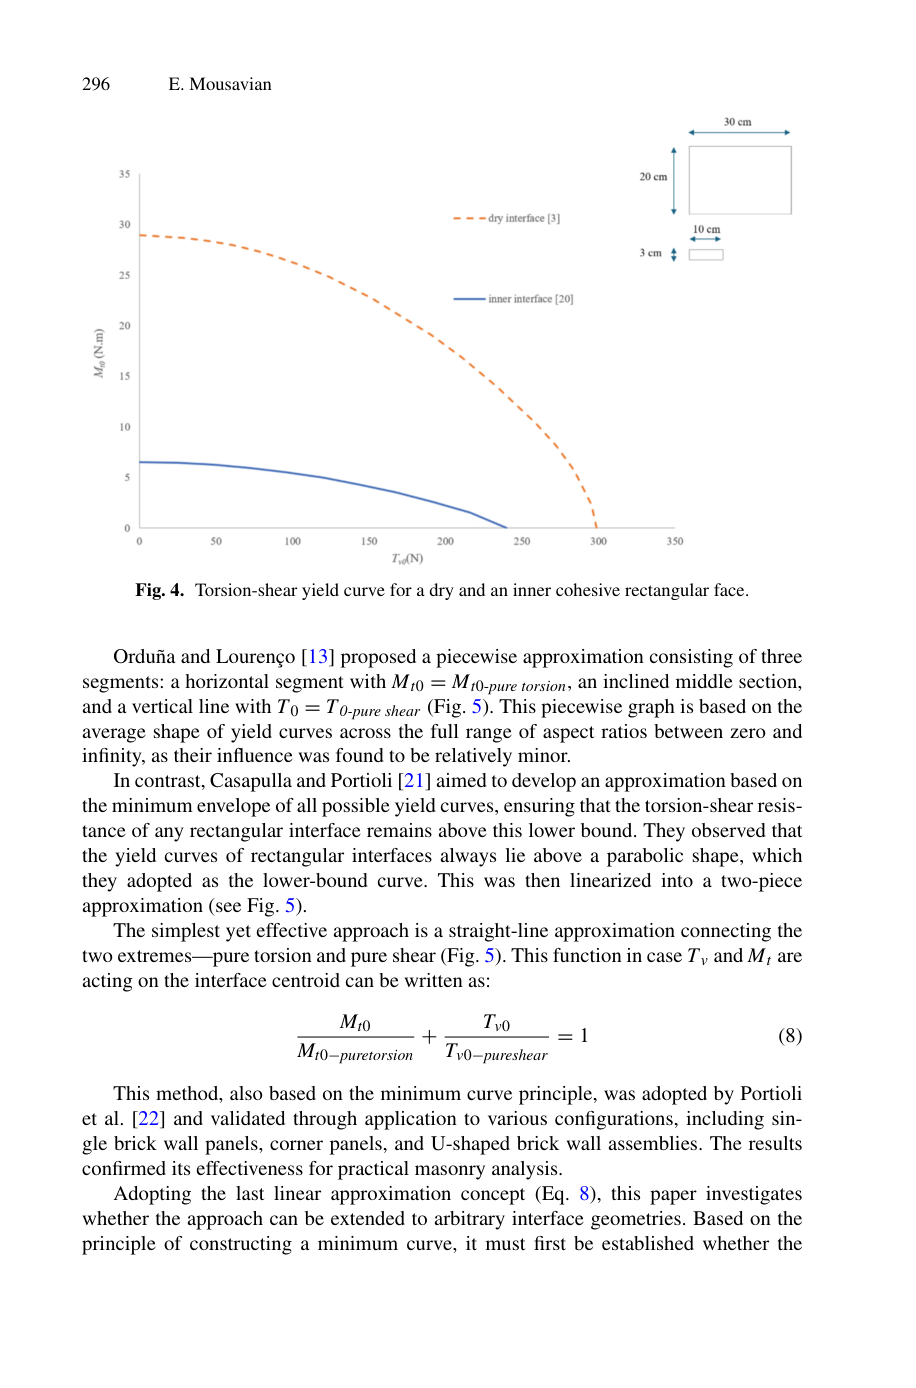 296 E. Mousavian
30 cm
20 cm
10 cm
3 cm
35
30
25
20
15
10
5
0
M_t0 (N.m)
dry interface [3]
inner interface [20]
0 50 100 150 200 250 300 350
T_v0(N)
Fig. 4. Torsion-shear yield curve for a dry and an inner cohesive rectangular face.
Orduña and Lourenço [13] proposed a piecewise approximation consisting of three
segments: a horizontal segment with M_t0 = M_t0-pure torsion, an inclined middle section,
and a vertical line with T_0 = T_0-pure shear (Fig. 5). This piecewise graph is based on the
average shape of yield curves across the full range of aspect ratios between zero and
infinity, as their influence was found to be relatively minor.
In contrast, Casapulla and Portioli [21] aimed to develop an approximation based on
the minimum envelope of all possible yield curves, ensuring that the torsion-shear resis-
tance of any rectangular interface remains above this lower bound. They observed that
the yield curves of rectangular interfaces always lie above a parabolic shape, which
they adopted as the lower-bound curve. This was then linearized into a two-piece
approximation (see Fig. 5).
The simplest yet effective approach is a straight-line approximation connecting the
two extremes—pure torsion and pure shear (Fig. 5). This function in case T_v and M_t are
acting on the interface centroid can be written as:
M_t0 / M_t0−puretorsion + T_v0 / T_v0−pureshear = 1 (8)
This method, also based on the minimum curve principle, was adopted by Portioli
et al. [22] and validated through application to various configurations, including sin-
gle brick wall panels, corner panels, and U-shaped brick wall assemblies. The results
confirmed its effectiveness for practical masonry analysis.
Adopting the last linear approximation concept (Eq. 8), this paper investigates
whether the approach can be extended to arbitrary interface geometries. Based on the
principle of constructing a minimum curve, it must first be established whether the